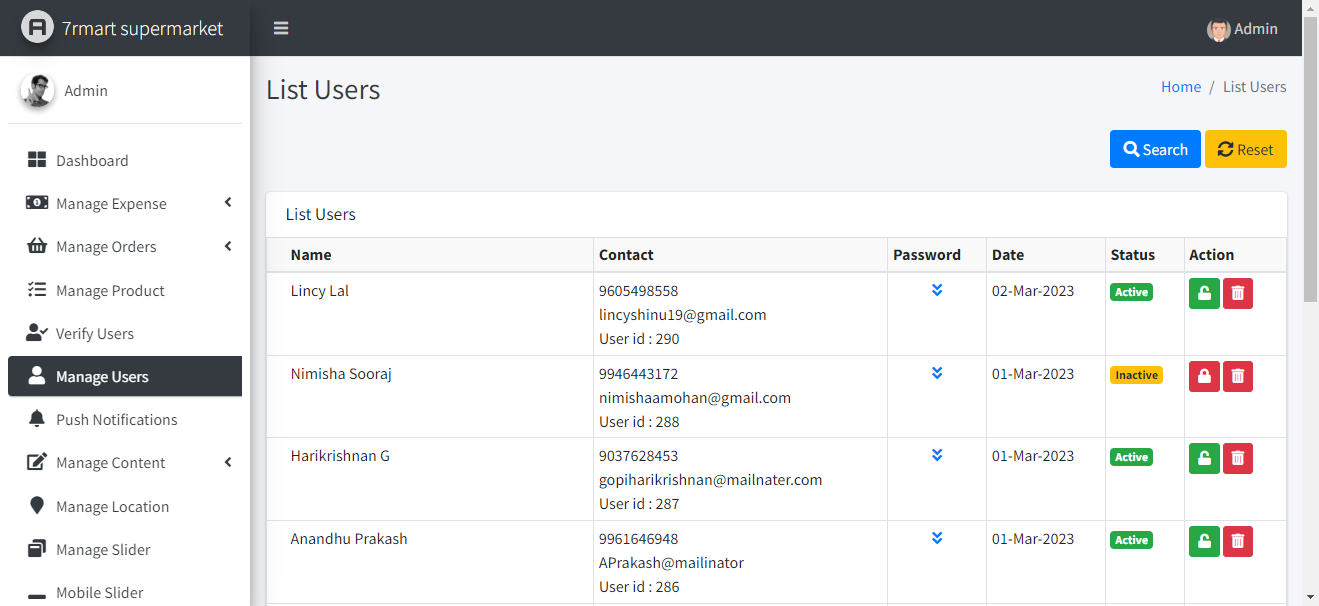 7rmart supermarket
Admin
Admin
Dashboard
Manage Expense
Manage Orders
Manage Product
Verify Users
Manage Users
Push Notifications
Manage Content
Manage Location
Manage Slider
Mobile Slider
List Users
Home / List Users
Search Reset
List Users
Name Contact Password Date Status Action
Lincy Lal 9605498558 02-Mar-2023 Active
lincyshinu19@gmail.com
User id : 290
Nimisha Sooraj 9946443172 01-Mar-2023 Inactive
nimishaamohan@gmail.com
User id : 288
Harikrishnan G 9037628453 01-Mar-2023 Active
gopiharikrishnan@mailnater.com
User id : 287
Anandhu Prakash 9961646948 01-Mar-2023 Active
APrakash@mailinator
User id : 286